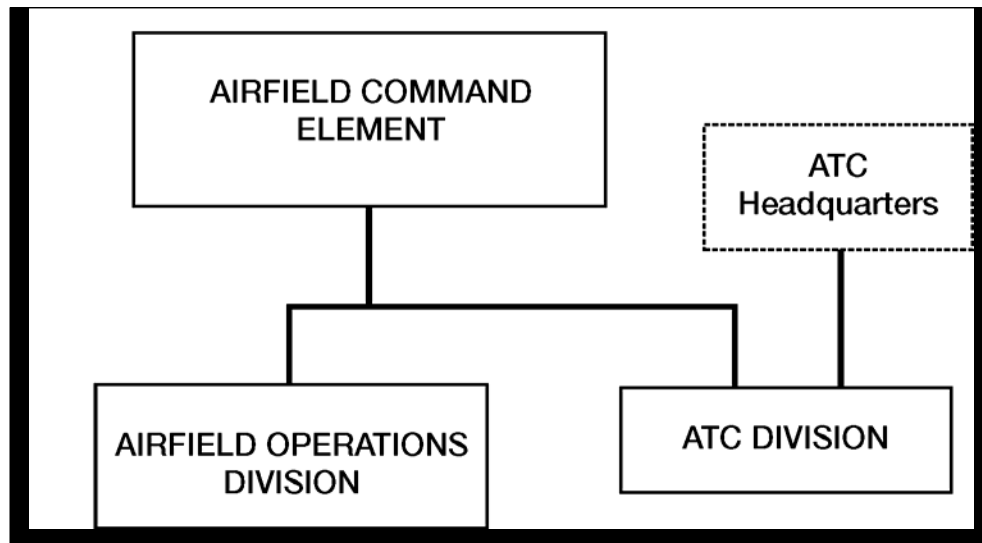 AIRFIELD COMMAND
ELEMENT
ATC
Headquarters
AIRFIELD OPERATIONS
DIVISION
ATC DIVISION